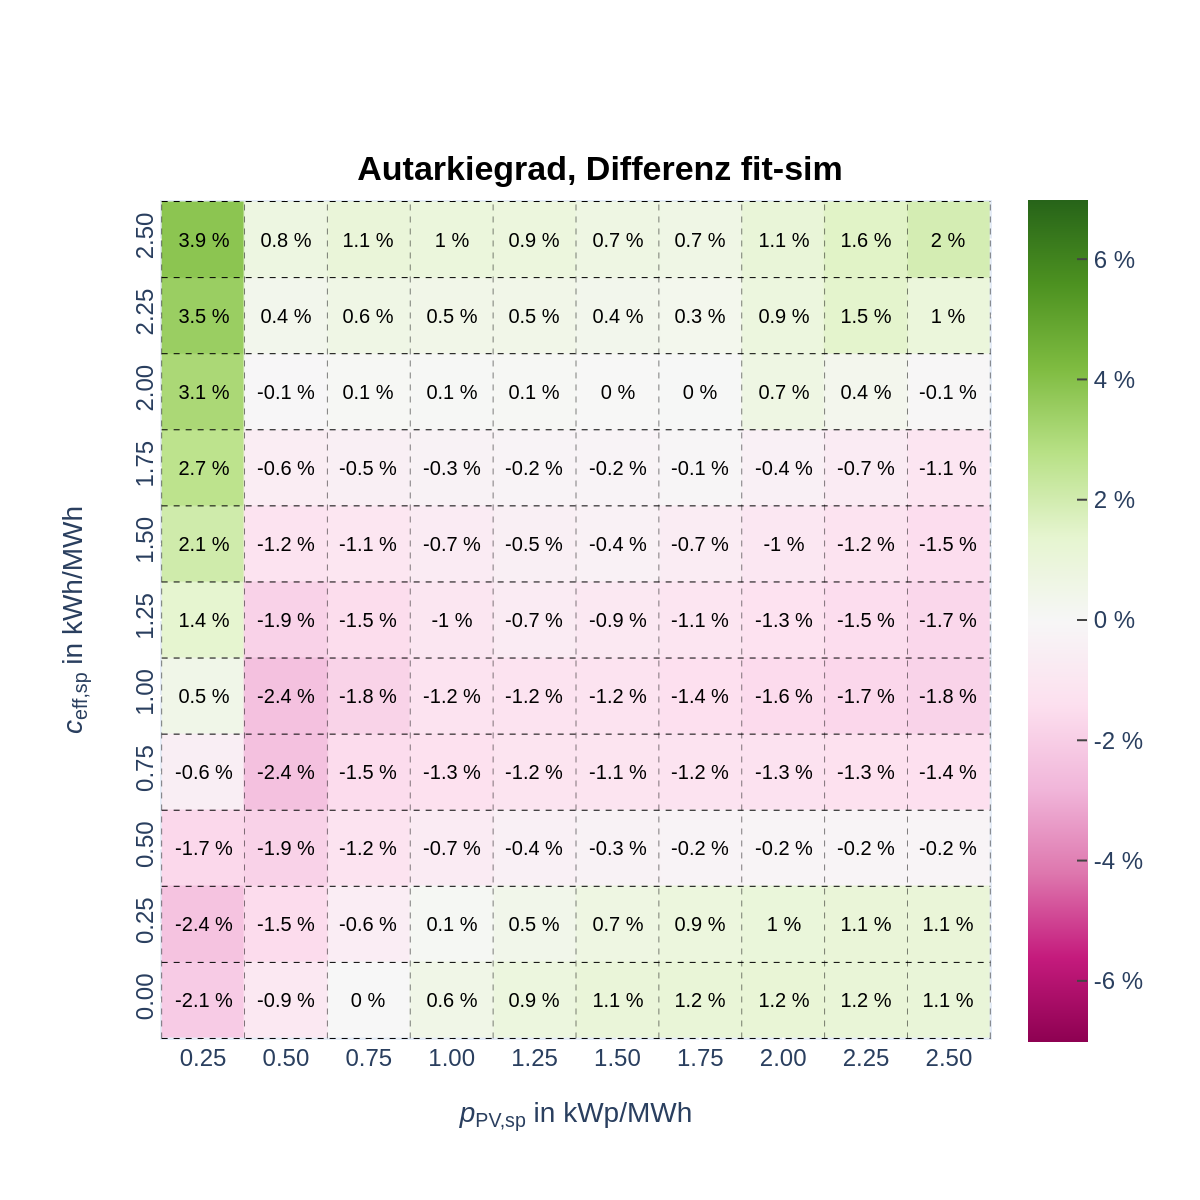 Autarkiegrad, Differenz fit-sim
2.50 3.9 % 0.8 % 1.1 % 1 % 0.9 % 0.7 % 0.7 % 1.1 % 1.6 % 2 %
2.25 3.5 % 0.4 % 0.6 % 0.5 % 0.5 % 0.4 % 0.3 % 0.9 % 1.5 % 1 %
2.00 3.1 % -0.1 % 0.1 % 0.1 % 0.1 % 0 % 0 % 0.7 % 0.4 % -0.1 %
1.75 2.7 % -0.6 % -0.5 % -0.3 % -0.2 % -0.2 % -0.1 % -0.4 % -0.7 % -1.1 %
1.50 2.1 % -1.2 % -1.1 % -0.7 % -0.5 % -0.4 % -0.7 % -1 % -1.2 % -1.5 %
1.25 1.4 % -1.9 % -1.5 % -1 % -0.7 % -0.9 % -1.1 % -1.3 % -1.5 % -1.7 %
1.00 0.5 % -2.4 % -1.8 % -1.2 % -1.2 % -1.2 % -1.4 % -1.6 % -1.7 % -1.8 %
0.75 -0.6 % -2.4 % -1.5 % -1.3 % -1.2 % -1.1 % -1.2 % -1.3 % -1.3 % -1.4 %
0.50 -1.7 % -1.9 % -1.2 % -0.7 % -0.4 % -0.3 % -0.2 % -0.2 % -0.2 % -0.2 %
0.25 -2.4 % -1.5 % -0.6 % 0.1 % 0.5 % 0.7 % 0.9 % 1 % 1.1 % 1.1 %
0.00 -2.1 % -0.9 % 0 % 0.6 % 0.9 % 1.1 % 1.2 % 1.2 % 1.2 % 1.1 %
0.25 0.50 0.75 1.00 1.25 1.50 1.75 2.00 2.25 2.50
pPV,sp in kWp/MWh
ceff,sp in kWh/MWh
6 %
4 %
2 %
0 %
-2 %
-4 %
-6 %